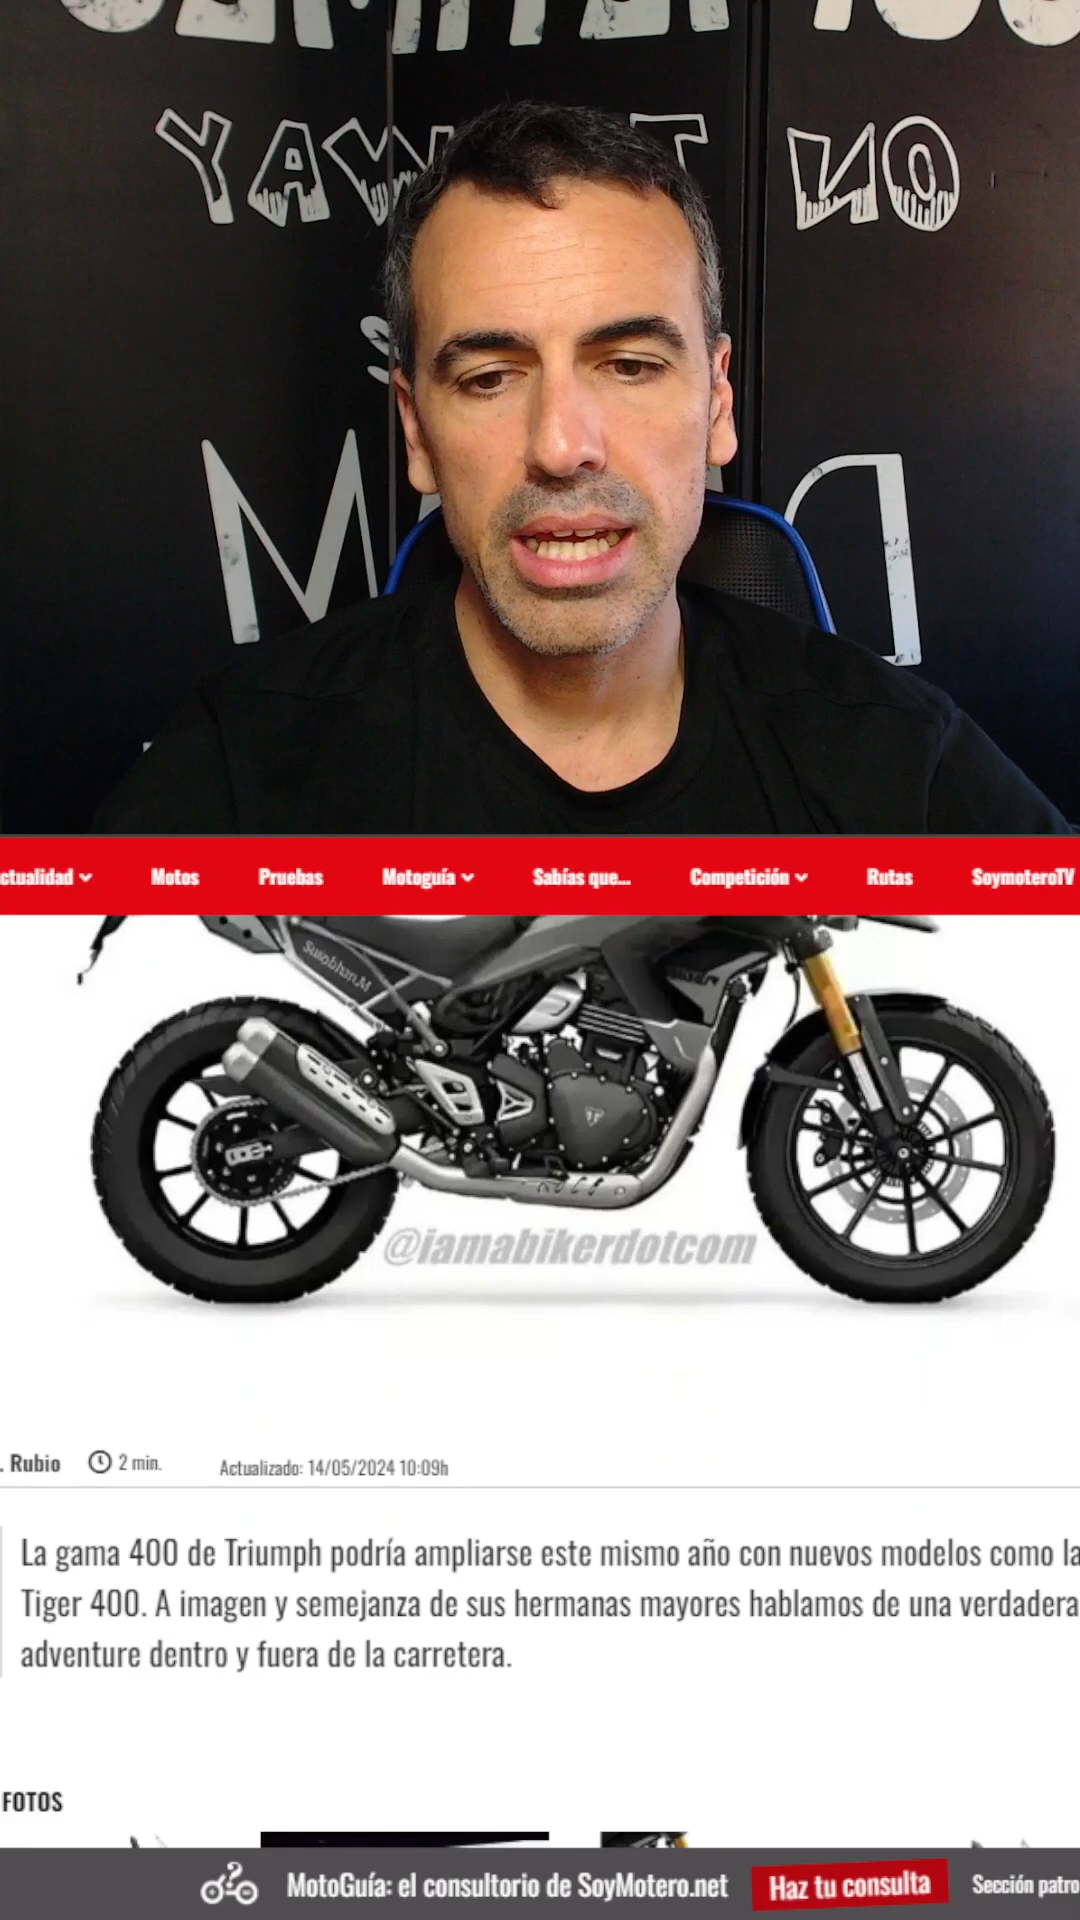 YAW
T
NO
S
M
D
ctualidad
Motos
Pruebas
Motoguía
Sabías que...
Competición
Rutas
SoymoteroTV
Susobhan.M
@iamabikerdotcom
. Rubio
2 min.
Actualizado: 14/05/2024 10:09h
La gama 400 de Triumph podría ampliarse este mismo año con nuevos modelos como la
Tiger 400. A imagen y semejanza de sus hermanas mayores hablamos de una verdadera
adventure dentro y fuera de la carretera.
FOTOS
MotoGuía: el consultorio de SoyMotero.net
Haz tu consulta
Sección patro